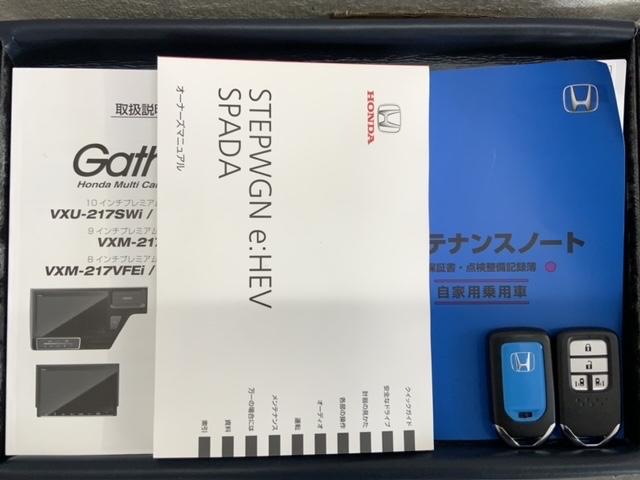 取扱説明
Gath
Honda Multi Car
10インチプレミアム
VXU-217SWi /
9インチプレミアム
VXM-217
8インチプレミアム
VXM-217VFEi /
HONDA
STEPWGN e:HEV
SPADA
オーナーズマニュアル
クイックガイド
安全なドライブ
計器の見かた
各部の操作
オーディオ
運転
メンテナンス
万一の場合には
資料
索引
テナンスノート
保証書・点検整備記録簿
自家用乗用車